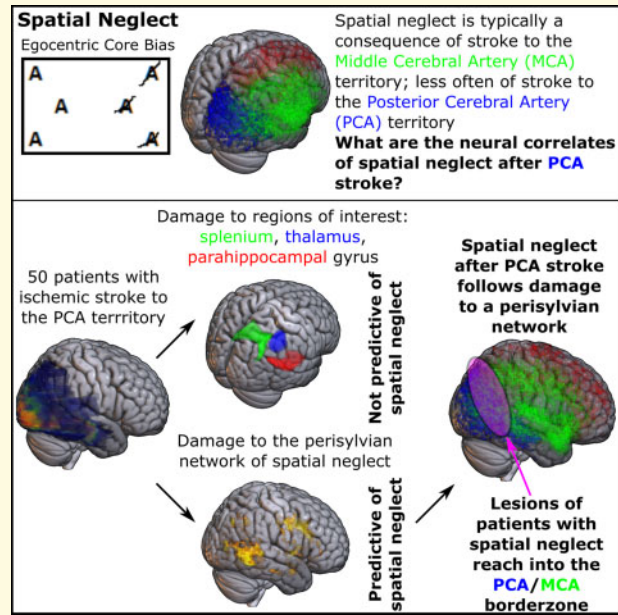 Spatial Neglect
Egocentric Core Bias
A A
A A
A A
Spatial neglect is typically a
consequence of stroke to the
Middle Cerebral Artery (MCA)
territory; less often of stroke to
the Posterior Cerebral Artery
(PCA) territory
What are the neural correlates
of spatial neglect after PCA
stroke?
50 patients with
ischemic stroke to
the PCA terrritory
Damage to regions of interest:
splenium, thalamus,
parahippocampal gyrus
Not predictive of
spatial neglect
Damage to the perisylvian
network of spatial neglect
Predictive of
spatial neglect
Spatial neglect
after PCA stroke
follows damage
to a perisylvian
network
Lesions of
patients with
spatial neglect
reach into the
PCA/MCA
borderzone